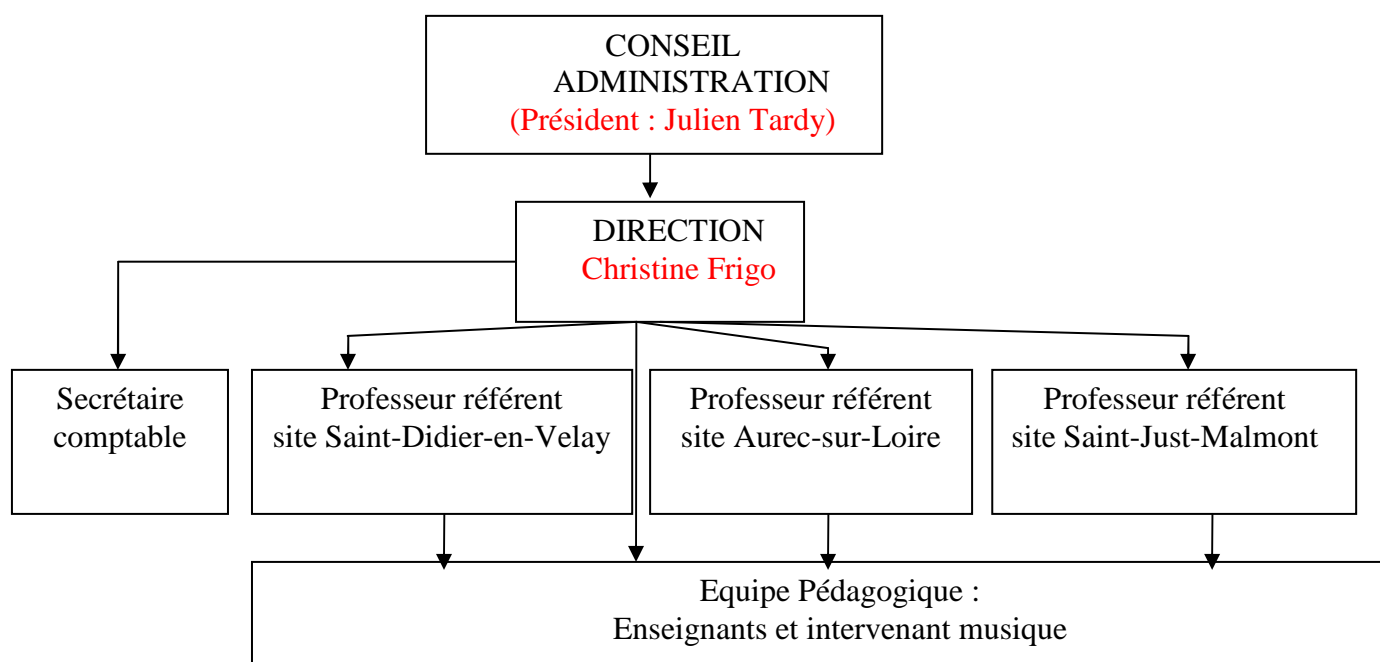 CONSEIL
ADMINISTRATION
(Président : Julien Tardy)
DIRECTION
Christine Frigo
Secrétaire
comptable
Professeur référent
site Saint-Didier-en-Velay
Professeur référent
site Aurec-sur-Loire
Professeur référent
site Saint-Just-Malmont
Equipe Pédagogique :
Enseignants et intervenant musique